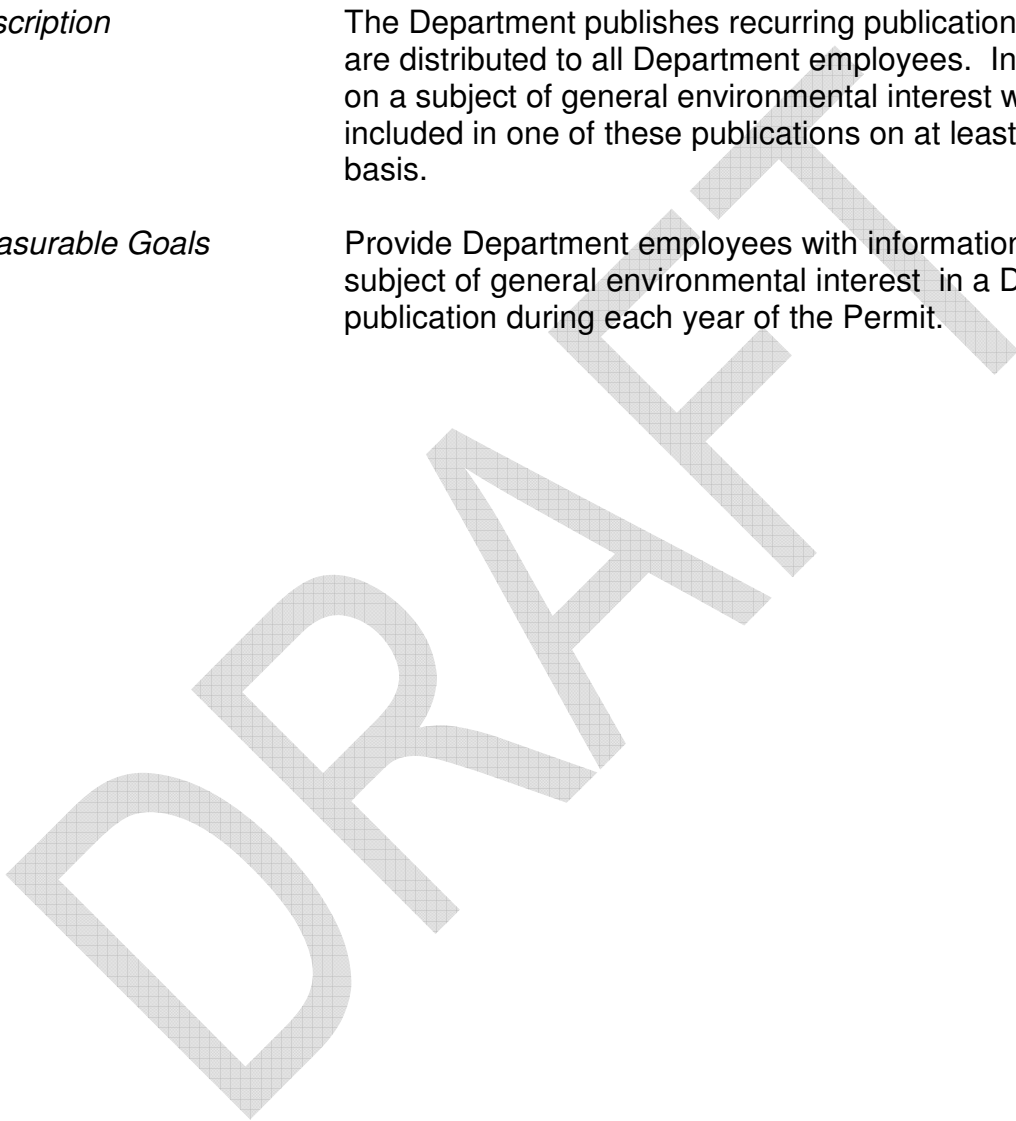 scription The Department publishes recurring publication
are distributed to all Department employees. In
on a subject of general environmental interest w
included in one of these publications on at least
basis.
asurable Goals Provide Department employees with information
subject of general environmental interest in a D
publication during each year of the Permit.
DRAFT